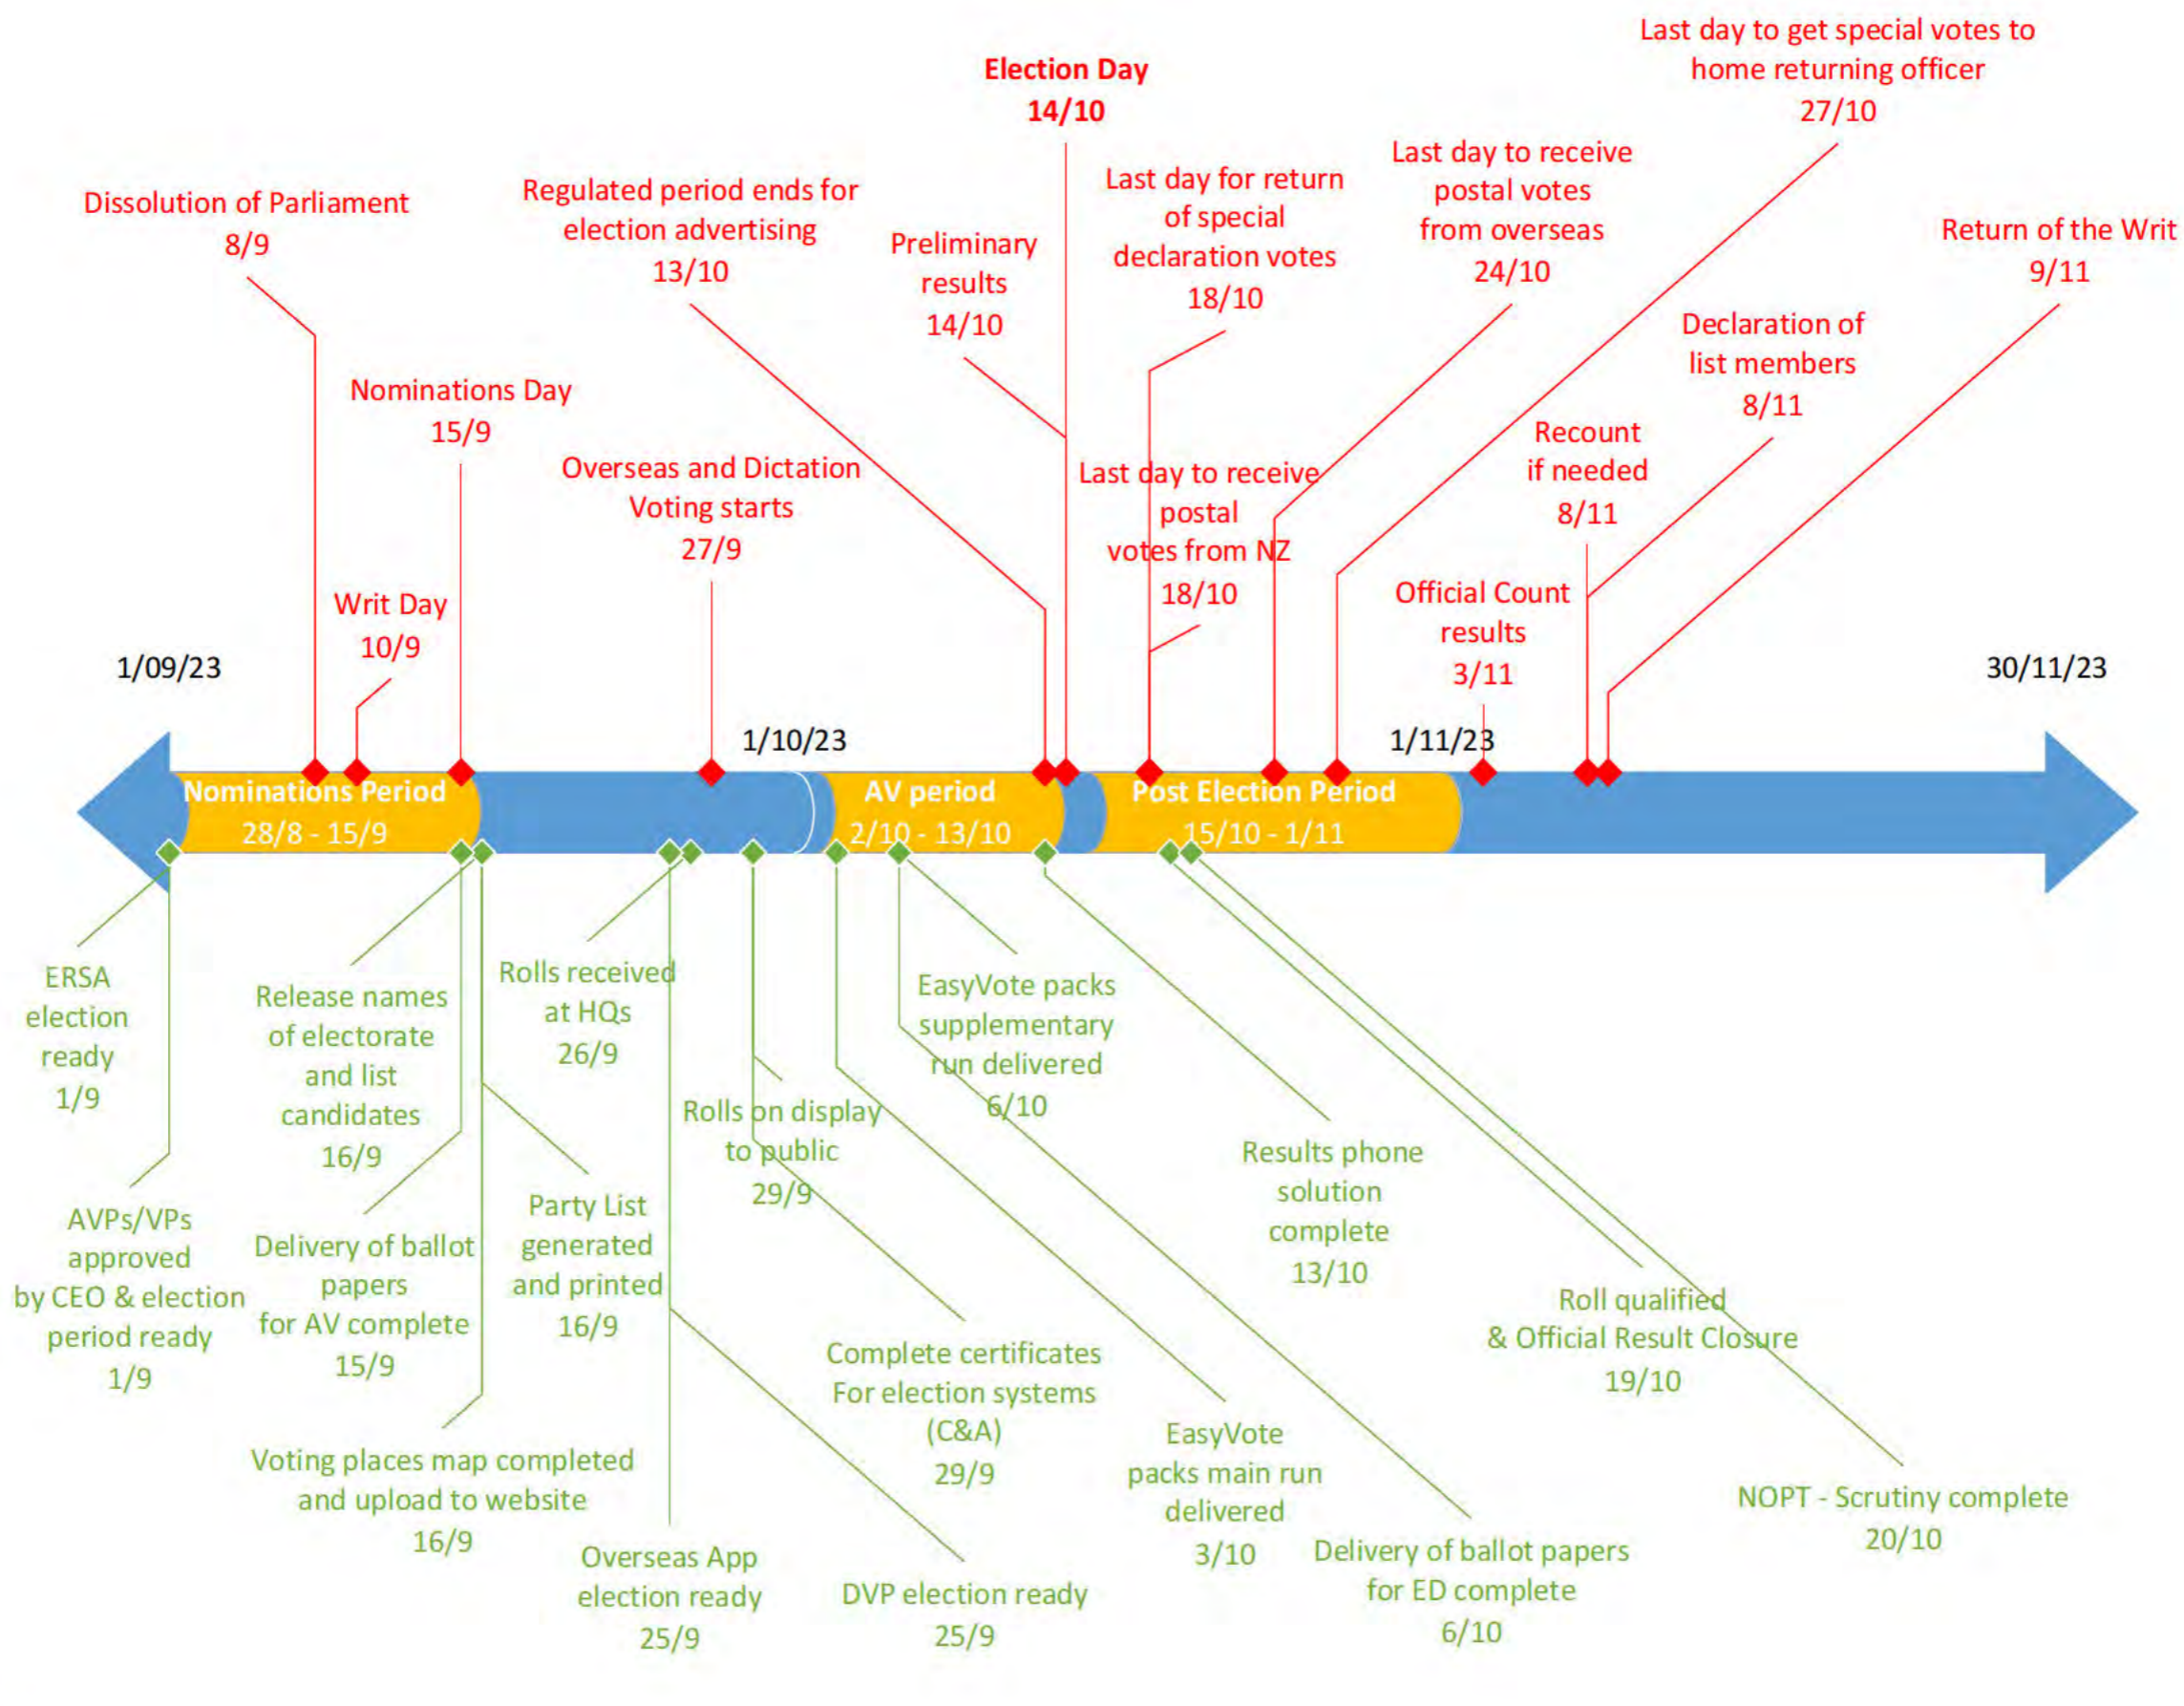 Last day to get special votes to
home returning officer
27/10
Election Day
14/10
Last day to receive
postal votes
from overseas
24/10
Last day for return
of special
declaration votes
18/10
Dissolution of Parliament
8/9
Regulated period ends for
election advertising
13/10
Preliminary
results
14/10
Return of the Writ
9/11
Declaration of
list members
8/11
Nominations Day
15/9
Recount
if needed
8/11
Overseas and Dictation
Voting starts
27/9
Last day to receive
postal
votes from NZ
18/10
Writ Day
10/9
Official Count
results
3/11
1/09/23
1/10/23
1/11/23
30/11/23
Nominations Period
28/8 - 15/9
AV period
2/10 - 13/10
Post Election Period
15/10 - 1/11
ERSA
election
ready
1/9
Release names
of electorate
and list
candidates
16/9
Rolls received
at HQs
26/9
EasyVote packs
supplementary
run delivered
6/10
Rolls on display
to public
29/9
Results phone
solution
complete
13/10
AVPs/VPs
approved
by CEO & election
period ready
1/9
Delivery of ballot
papers
for AV complete
15/9
Party List
generated
and printed
16/9
Complete certificates
For election systems
(C&A)
29/9
Roll qualified
& Official Result Closure
19/10
EasyVote
packs main run
delivered
3/10
Voting places map completed
and upload to website
16/9
NOPT - Scrutiny complete
20/10
Overseas App
election ready
25/9
DVP election ready
25/9
Delivery of ballot papers
for ED complete
6/10